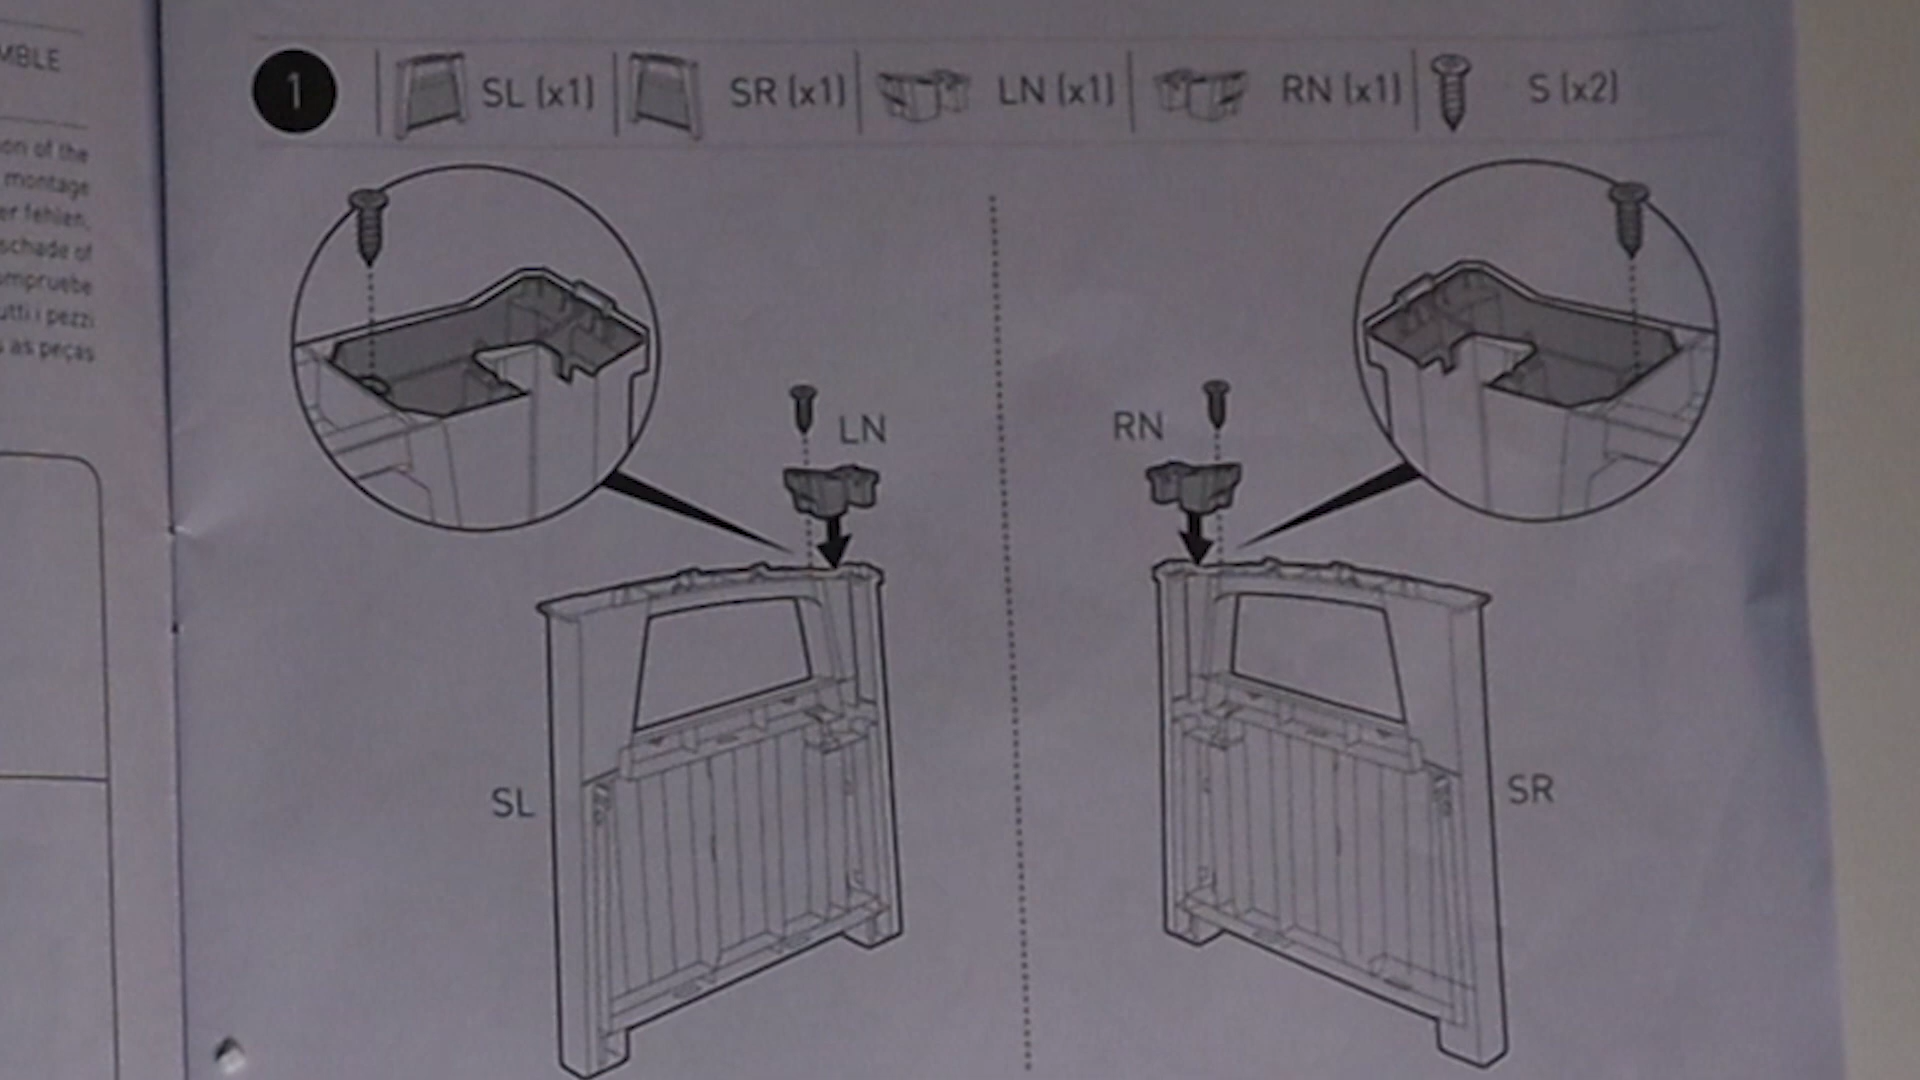 MBLE
on of the
montage
er fehlen,
schade of
mpruebe
utti i pezzi
as peças
1 SL (x1) SR (x1) LN (x1) RN (x1) S (x2)
LN
RN
SL
SR